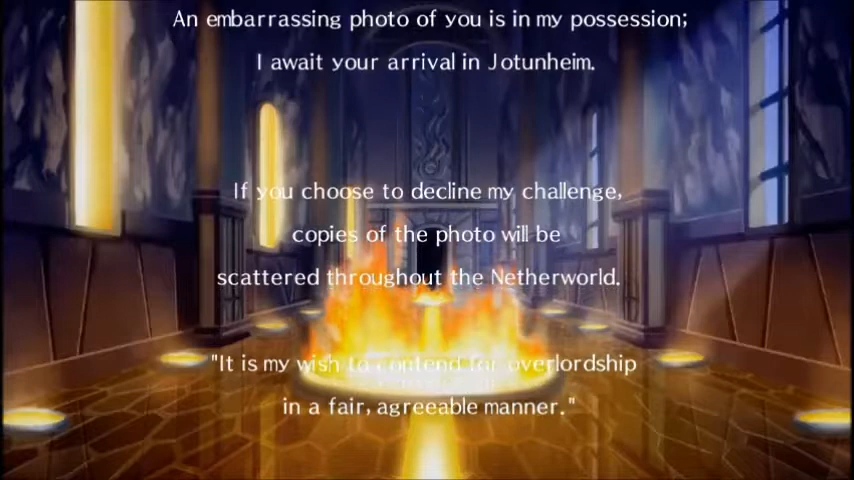 An embarrassing photo of you is in my possession;
I await your arrival in Jotunheim.
If you choose to decline my challenge,
copies of the photo will be
scattered throughout the Netherworld.
"It is my wish to contend for overlordship
in a fair, agreeable manner."